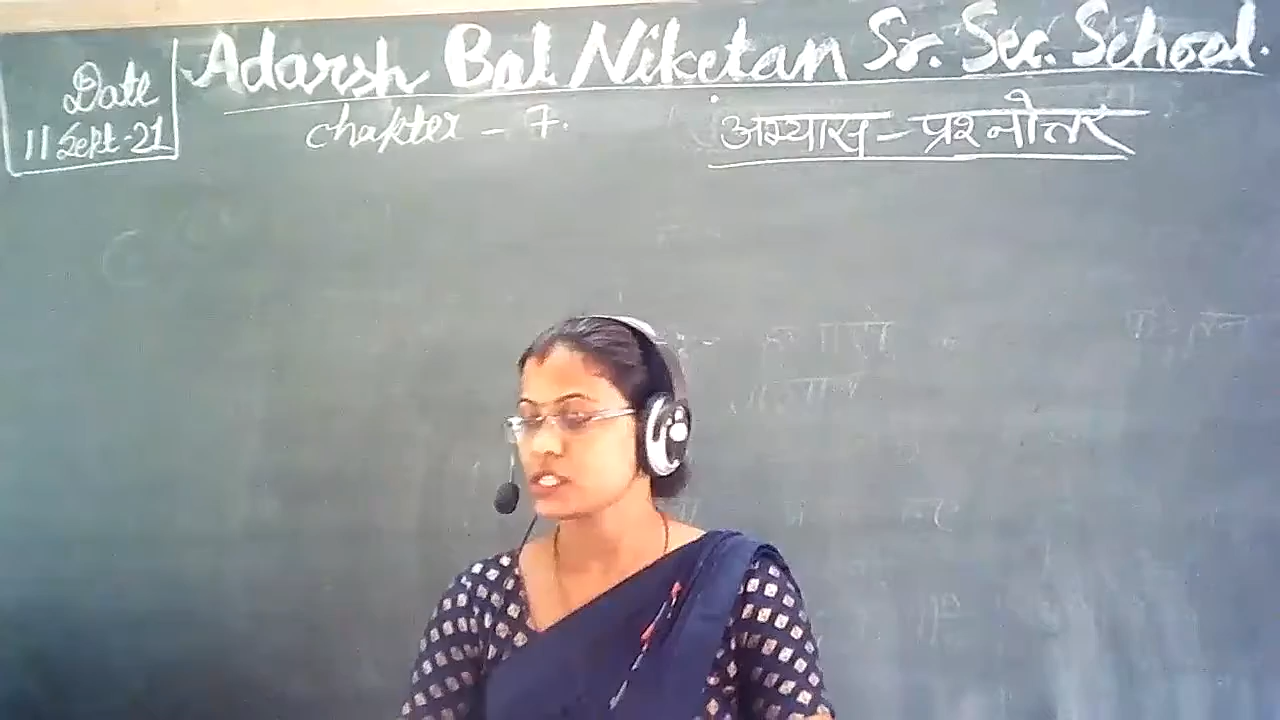 Adarsh Bal Niketan Sr. Sec. School.
Date
11 Sept-21
Chapter - 7.
अभ्यास - प्रश्नोत्तर